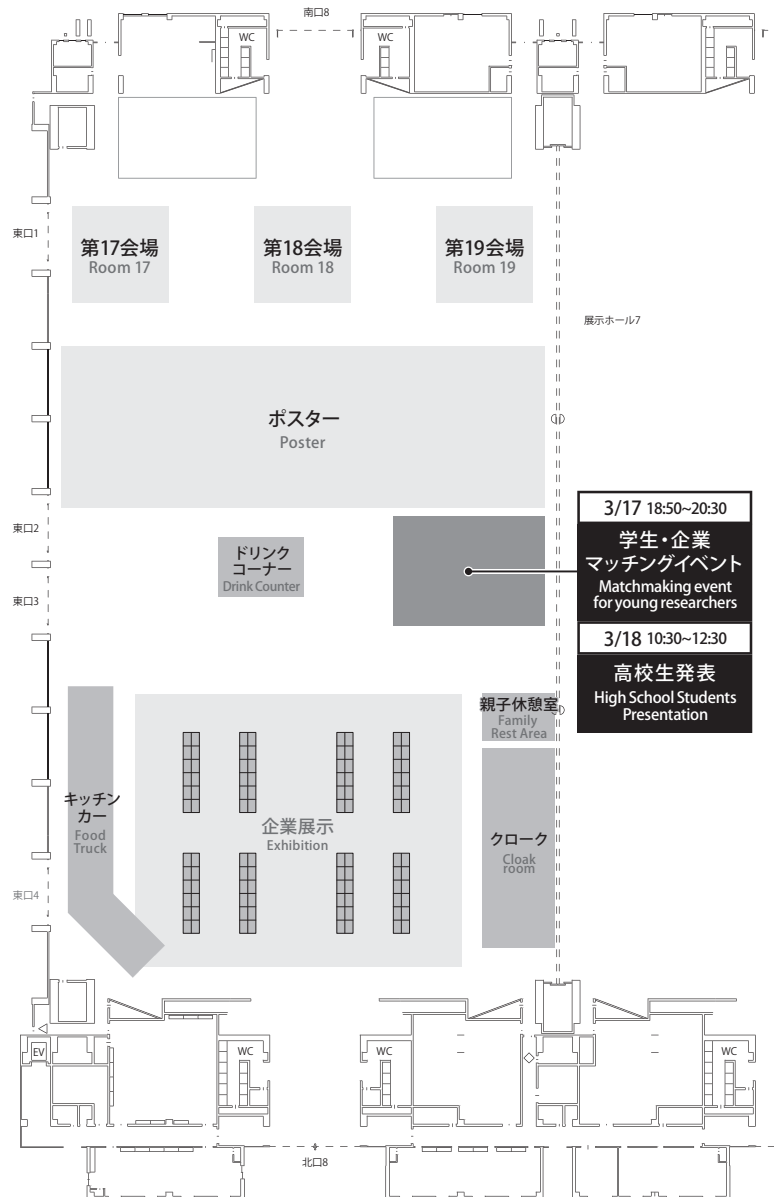 南口8
WC
WC
東口1
第17会場
Room 17
第18会場
Room 18
第19会場
Room 19
展示ホール7
ポスター
Poster
東口2
ドリンク
コーナー
Drink Counter
3/17 18:50~20:30
学生・企業
マッチングイベント
Matchmaking event
for young researchers
東口3
3/18 10:30~12:30
高校生発表
High School Students
Presentation
親子休憩室
Family
Rest Area
キッチン
カー
Food
Truck
企業展示
Exhibition
クローク
Cloak
room
東口4
EV
WC
WC
WC
北口8